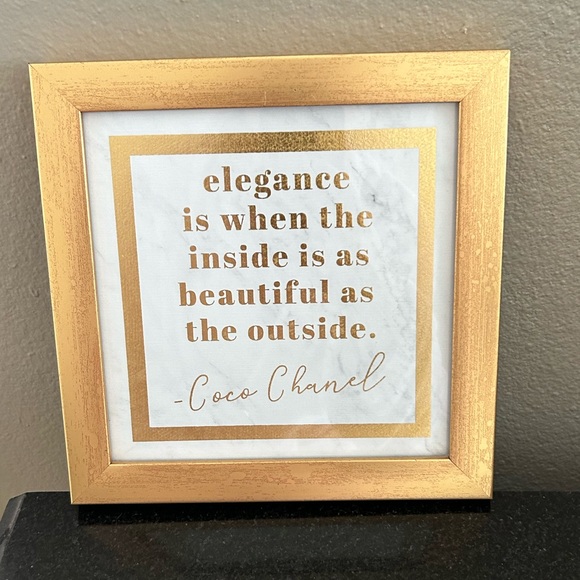 elegance
is when the
inside is as
beautiful as
the outside.
-Coco Chanel